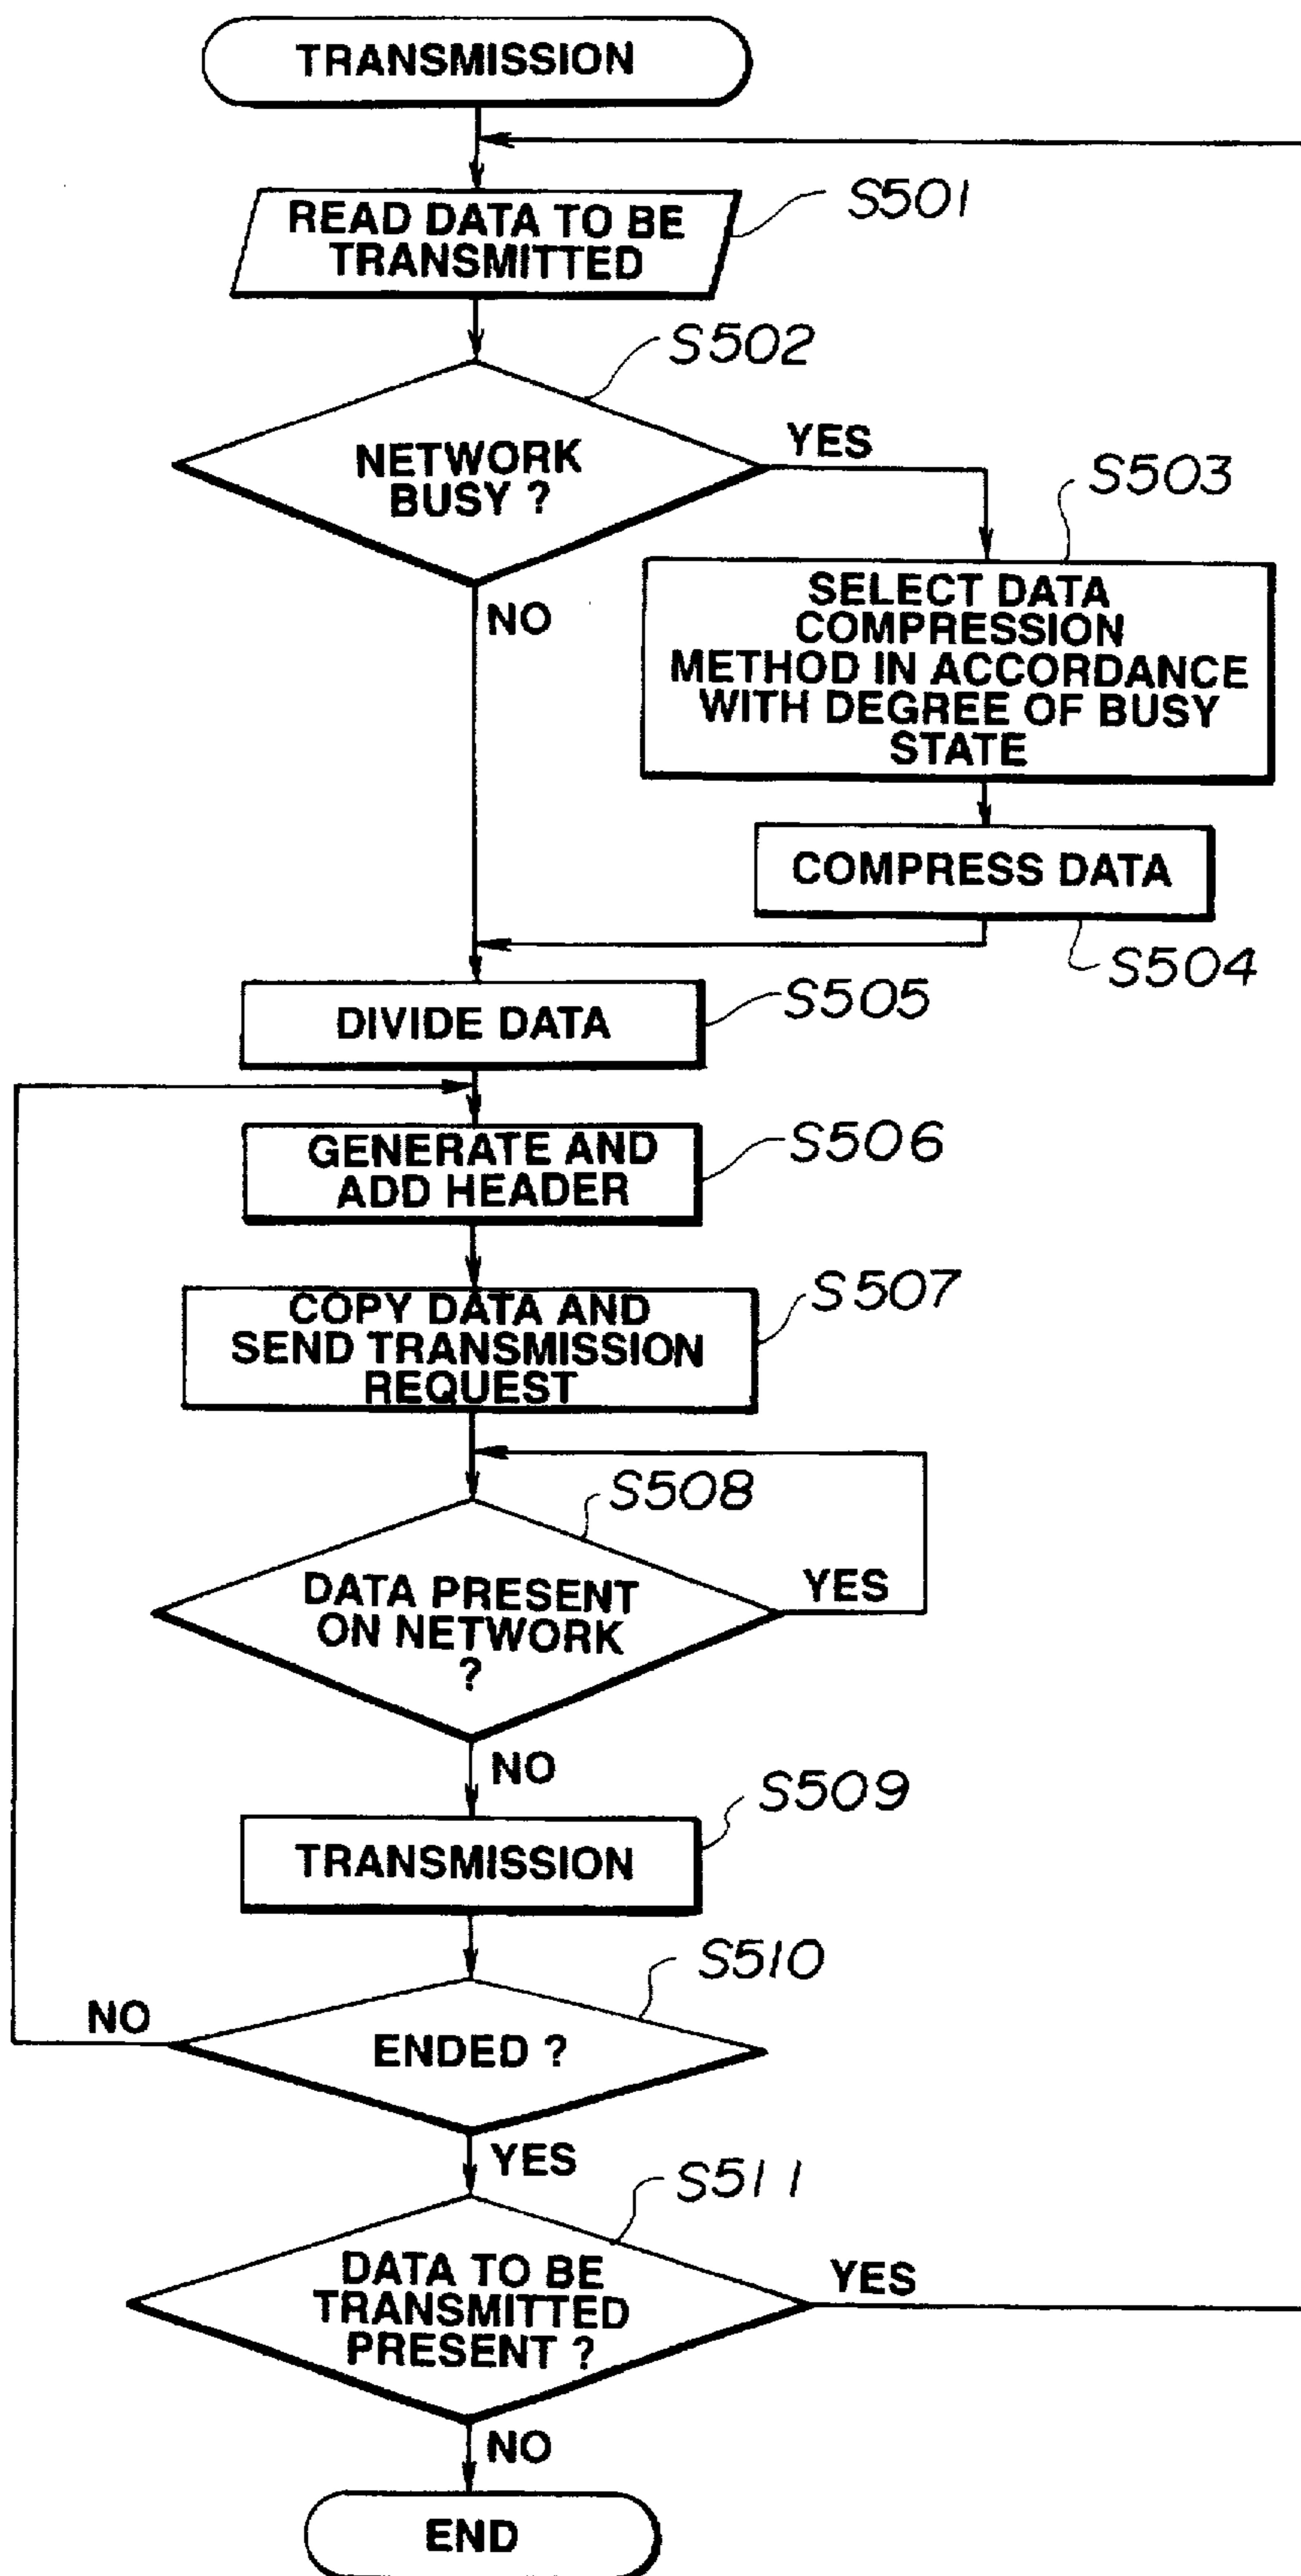 TRANSMISSION
READ DATA TO BE
TRANSMITTED
S501
S502
NETWORK
BUSY ?
YES
NO
S503
SELECT DATA
COMPRESSION
METHOD IN ACCORDANCE
WITH DEGREE OF BUSY
STATE
COMPRESS DATA
S504
DIVIDE DATA
S505
GENERATE AND
ADD HEADER
S506
COPY DATA AND
SEND TRANSMISSION
REQUEST
S507
S508
DATA PRESENT
ON NETWORK
?
YES
NO
TRANSMISSION
S509
S510
ENDED ?
NO
YES
S511
DATA TO BE
TRANSMITTED
PRESENT ?
YES
NO
END